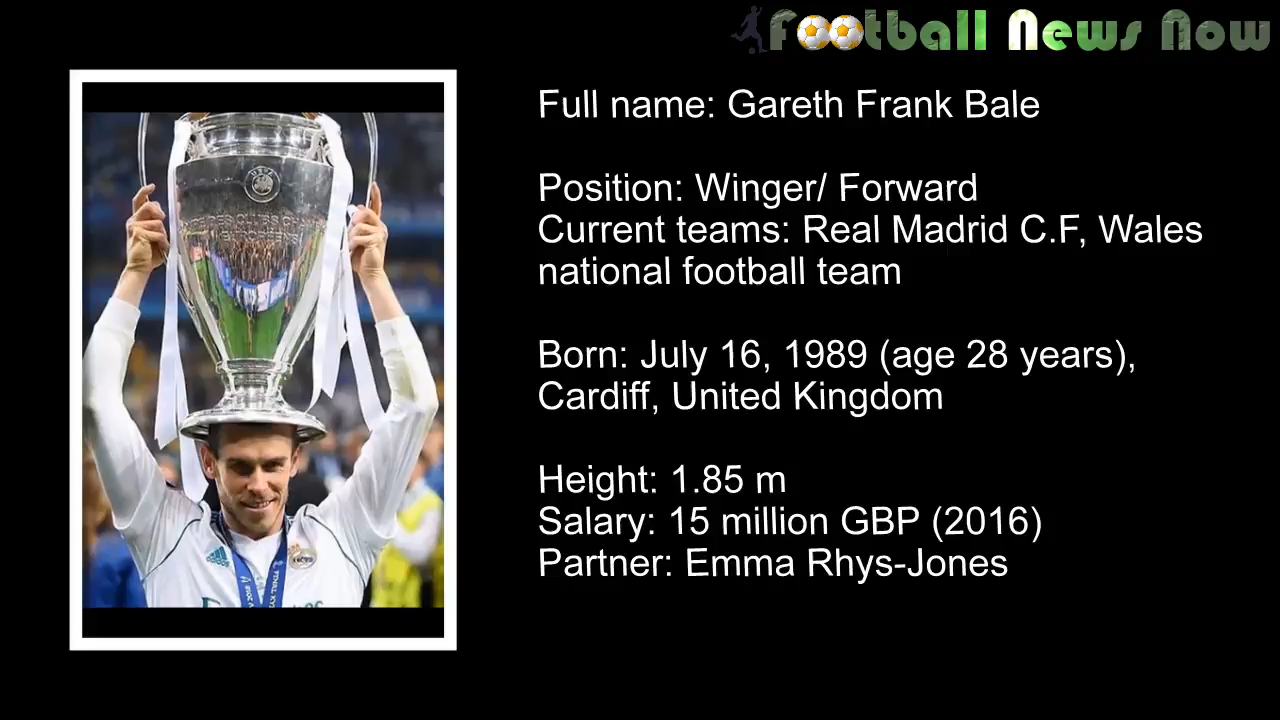 Football News Now
Full name: Gareth Frank Bale
Position: Winger/ Forward
Current teams: Real Madrid C.F, Wales
national football team
Born: July 16, 1989 (age 28 years),
Cardiff, United Kingdom
Height: 1.85 m
Salary: 15 million GBP (2016)
Partner: Emma Rhys-Jones
UEFA